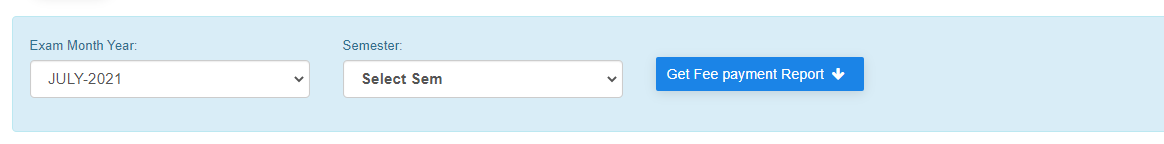 Exam Month Year:
Semester:
JULY-2021
Select Sem
Get Fee payment Report